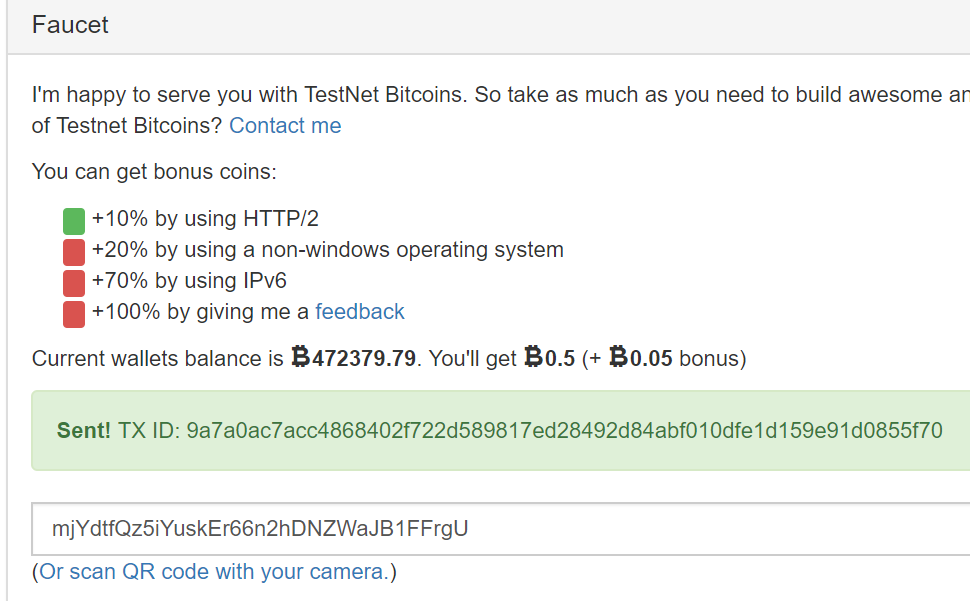 Faucet
I'm happy to serve you with TestNet Bitcoins. So take as much as you need to build awesome
of Testnet Bitcoins? Contact me
You can get bonus coins:
+10% by using HTTP/2
+20% by using a non-windows operating system
+70% by using IPv6
+100% by giving me a feedback
Current wallets balance is ₿472379.79. You'll get ₿0.5 (+ ₿0.05 bonus)
Sent! TX ID: 9a7a0ac7acc4868402f722d589817ed28492d84abf010dfe1d159e91d0855f70
mjYdtfQz5iYuskEr66n2hDNZWaJB1FFrgU
(Or scan QR code with your camera.)